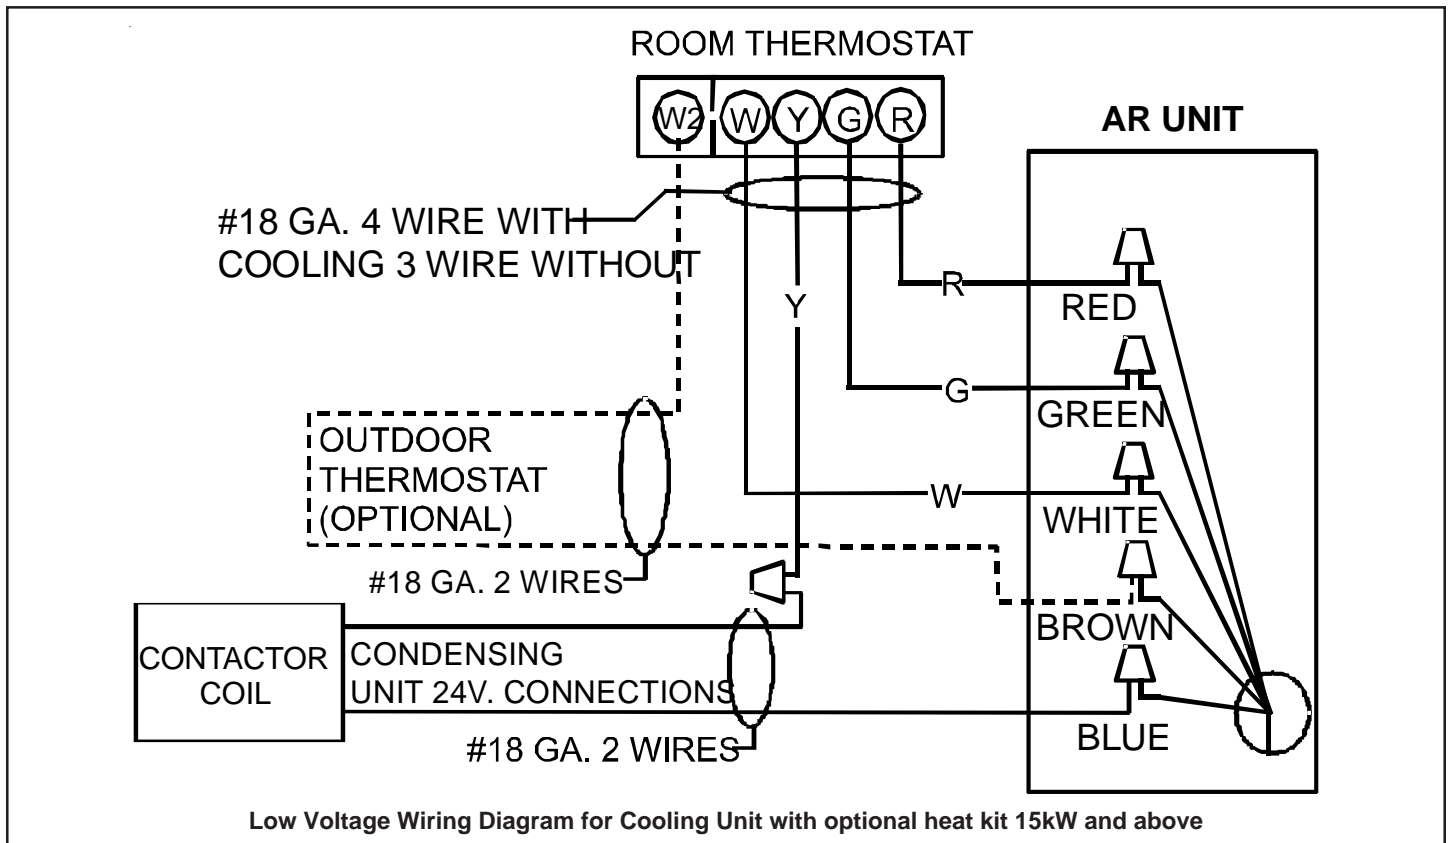 ROOM THERMOSTAT
W2 W Y G R
AR UNIT
#18 GA. 4 WIRE WITH
COOLING 3 WIRE WITHOUT
R
RED
Y
G
GREEN
OUTDOOR
THERMOSTAT
(OPTIONAL)
W
WHITE
#18 GA. 2 WIRES
BROWN
CONTACTOR
COIL
CONDENSING
UNIT 24V. CONNECTIONS
BLUE
#18 GA. 2 WIRES
Low Voltage Wiring Diagram for Cooling Unit with optional heat kit 15kW and above